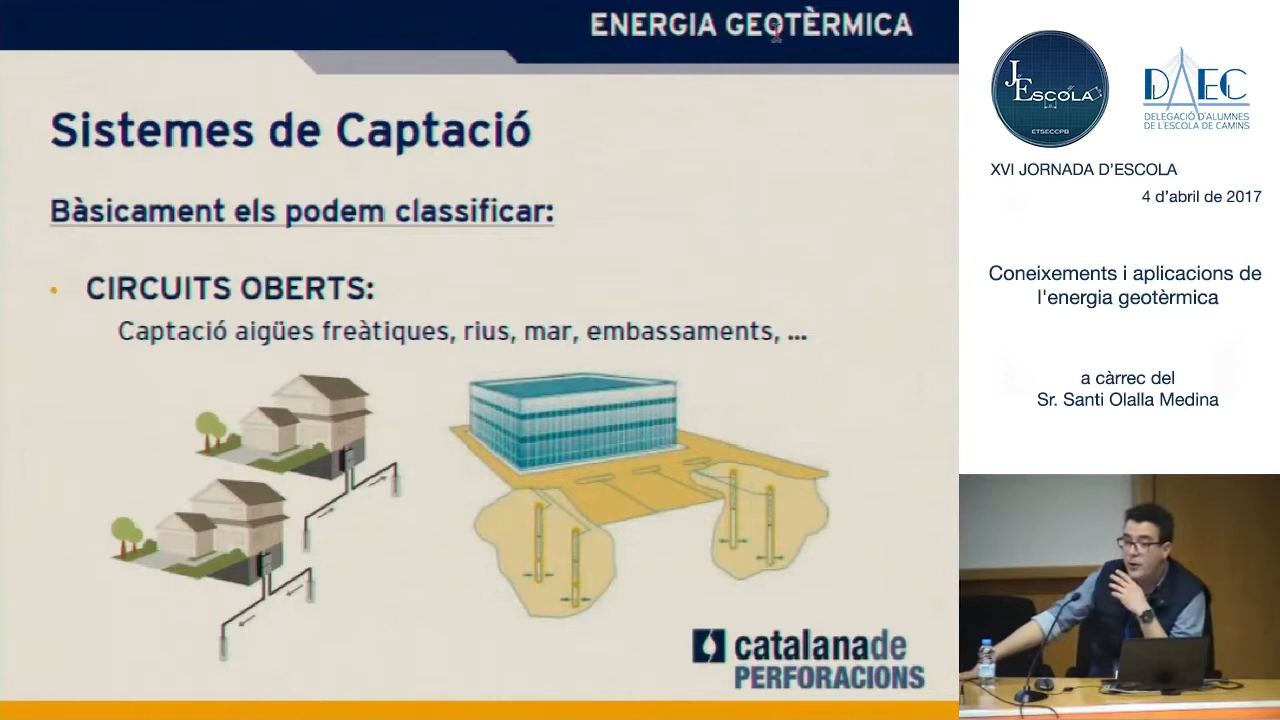 ENERGIA GEOTÈRMICA
Sistemes de Captació
Bàsicament els podem classificar:
• CIRCUITS OBERTS:
Captació aigües freàtiques, rius, mar, embassaments, ...
catalanade
PERFORACIONS
JEscola
ETSECCPB
DAEC
DELEGACIÓ D'ALUMNES
DE L'ESCOLA DE CAMINS
XVI JORNADA D'ESCOLA
4 d'abril de 2017
Coneixements i aplicacions de
l'energia geotèrmica
a càrrec del
Sr. Santi Olalla Medina